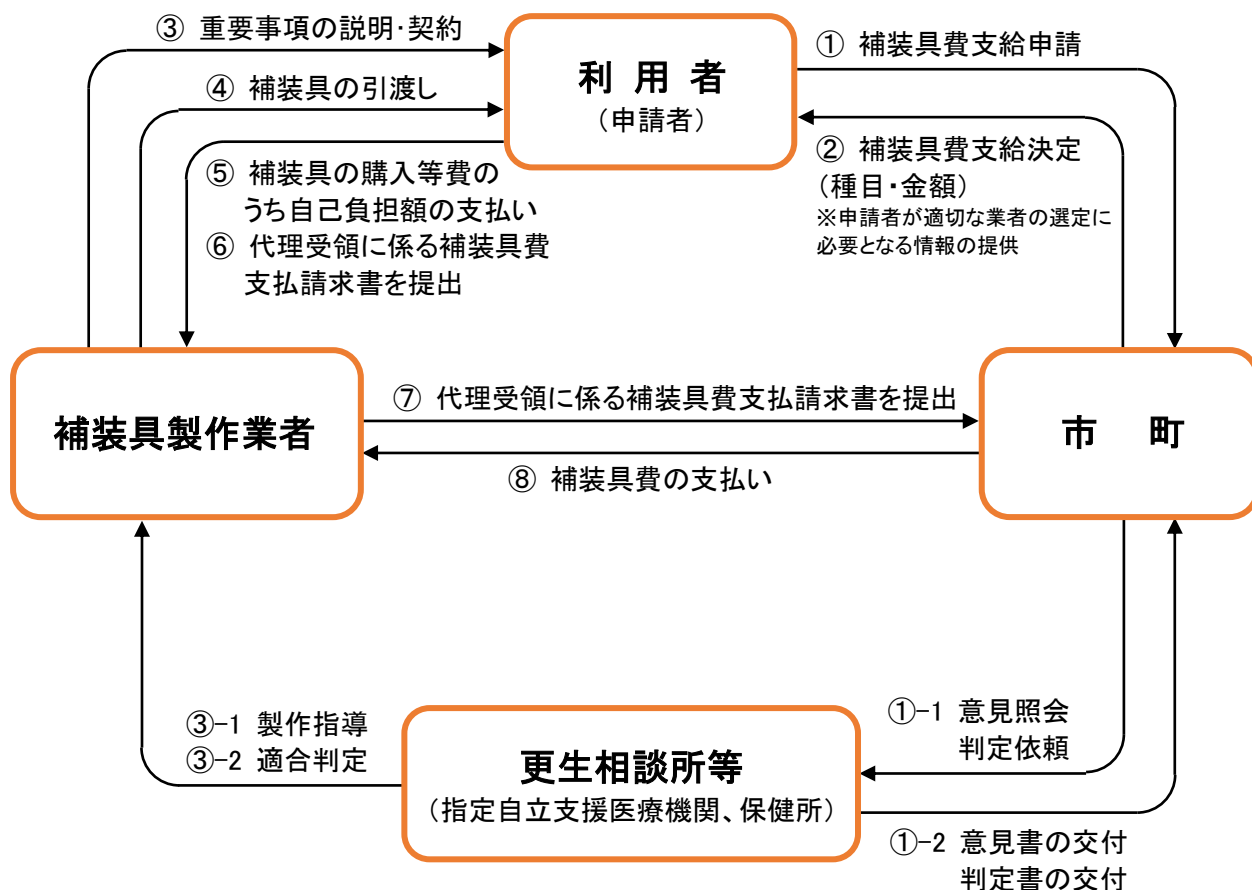 ③ 重要事項の説明・契約
④ 補装具の引渡し
利 用 者
（申請者）
① 補装具費支給申請
② 補装具費支給決定
（種目・金額）
※申請者が適切な業者の選定に
必要となる情報の提供
⑤ 補装具の購入等費の
うち自己負担額の支払い
⑥ 代理受領に係る補装具費
支払請求書を提出
補装具製作業者
⑦ 代理受領に係る補装具費支払請求書を提出
⑧ 補装具費の支払い
市 町
③-1 製作指導
③-2 適合判定
更生相談所等
（指定自立支援医療機関、保健所）
①-1 意見照会
判定依頼
①-2 意見書の交付
判定書の交付